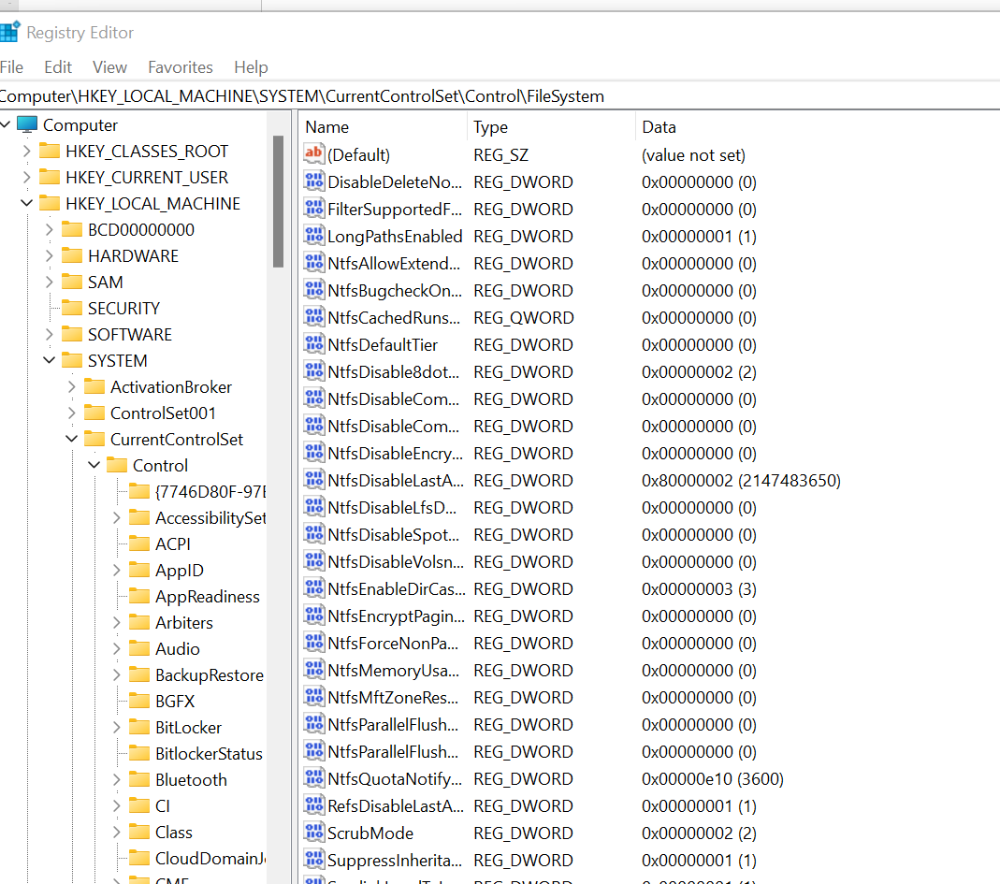 Registry Editor
File Edit View Favorites Help
Computer\HKEY_LOCAL_MACHINE\SYSTEM\CurrentControlSet\Control\FileSystem
Computer
HKEY_CLASSES_ROOT
HKEY_CURRENT_USER
HKEY_LOCAL_MACHINE
BCD00000000
HARDWARE
SAM
SECURITY
SOFTWARE
SYSTEM
ActivationBroker
ControlSet001
CurrentControlSet
Control
{7746D80F-97E
AccessibilitySet
ACPI
AppID
AppReadiness
Arbiters
Audio
BackupRestore
BGFX
BitLocker
BitlockerStatus
Bluetooth
CI
Class
CloudDomainJo
CMF
Name Type Data
(Default) REG_SZ (value not set)
DisableDeleteNo... REG_DWORD 0x00000000 (0)
FilterSupportedF... REG_DWORD 0x00000000 (0)
LongPathsEnabled REG_DWORD 0x00000001 (1)
NtfsAllowExtend... REG_DWORD 0x00000000 (0)
NtfsBugcheckOn... REG_DWORD 0x00000000 (0)
NtfsCachedRuns... REG_QWORD 0x00000000 (0)
NtfsDefaultTier REG_DWORD 0x00000000 (0)
NtfsDisable8dot... REG_DWORD 0x00000002 (2)
NtfsDisableCom... REG_DWORD 0x00000000 (0)
NtfsDisableCom... REG_DWORD 0x00000000 (0)
NtfsDisableEncry... REG_DWORD 0x00000000 (0)
NtfsDisableLastA... REG_DWORD 0x80000002 (2147483650)
NtfsDisableLfsD... REG_DWORD 0x00000000 (0)
NtfsDisableSpot... REG_DWORD 0x00000000 (0)
NtfsDisableVolsn... REG_DWORD 0x00000000 (0)
NtfsEnableDirCas... REG_DWORD 0x00000003 (3)
NtfsEncryptPagin... REG_DWORD 0x00000000 (0)
NtfsForceNonPa... REG_DWORD 0x00000000 (0)
NtfsMemoryUsa... REG_DWORD 0x00000000 (0)
NtfsMftZoneRes... REG_DWORD 0x00000000 (0)
NtfsParallelFlush... REG_DWORD 0x00000000 (0)
NtfsParallelFlush... REG_DWORD 0x00000000 (0)
NtfsQuotaNotify... REG_DWORD 0x00000e10 (3600)
RefsDisableLastA... REG_DWORD 0x00000001 (1)
ScrubMode REG_DWORD 0x00000002 (2)
SuppressInherita... REG_DWORD 0x00000001 (1)